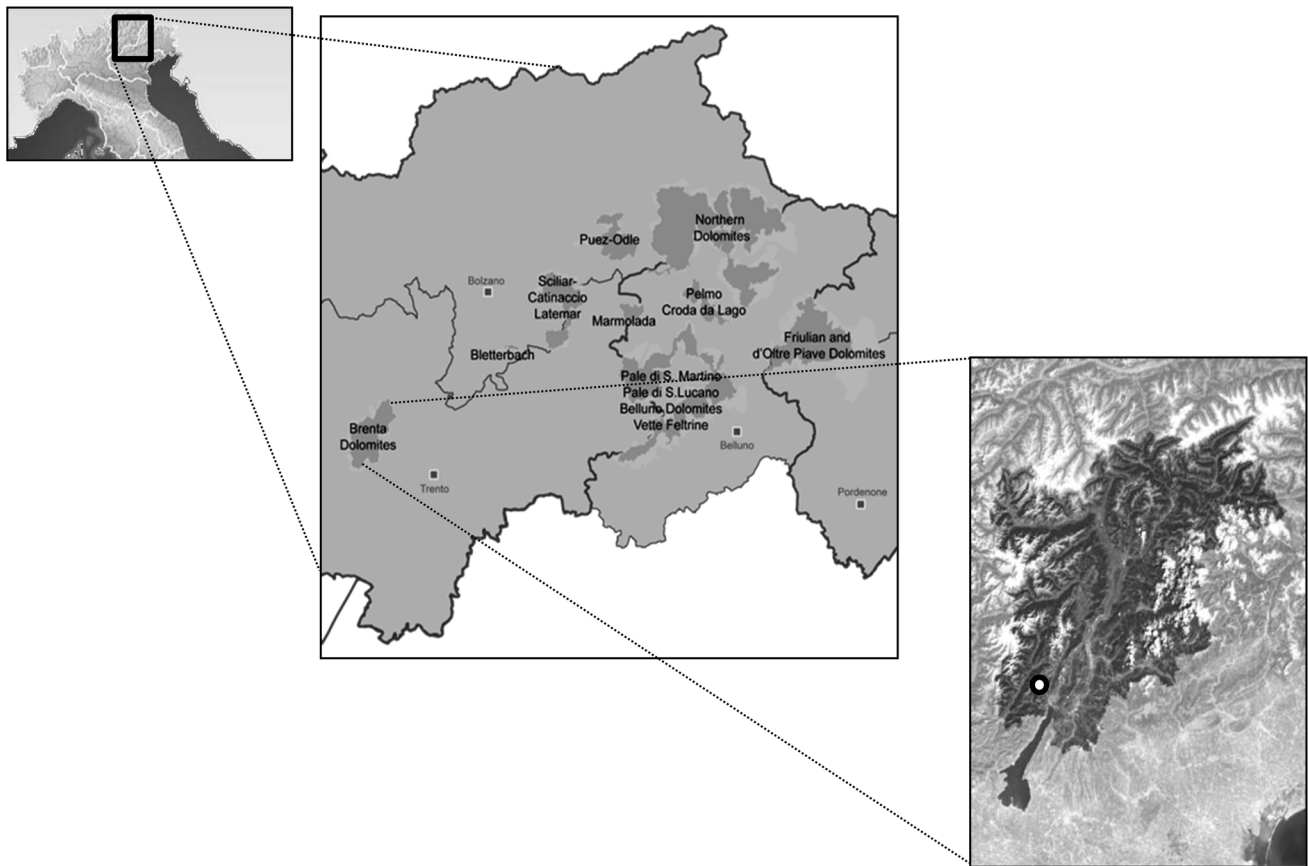 Northern
Dolomites
Puez-Odle
Bolzano
Sciliar-
Catinaccio
Latemar
Pelmo
Croda da Lago
Marmolada
Friulian and
d'Oltre Piave Dolomites
Bletterbach
Pale di S. Martino
Pale di S.Lucano
Belluno Dolomites
Vette Feltrine
Brenta
Dolomites
Belluno
Trento
Pordenone